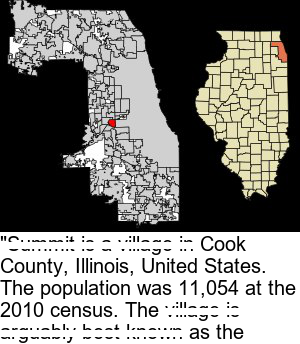 "Summit is a village in Cook
County, Illinois, United States.
The population was 11,054 at the
2010 census. The village is
arguably best known as the